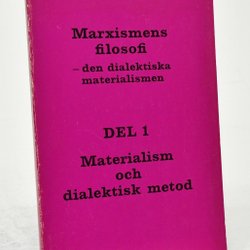 Marxismens
filosofi
– den dialektiska
materialismen
DEL 1
Materialism
och
dialektisk metod